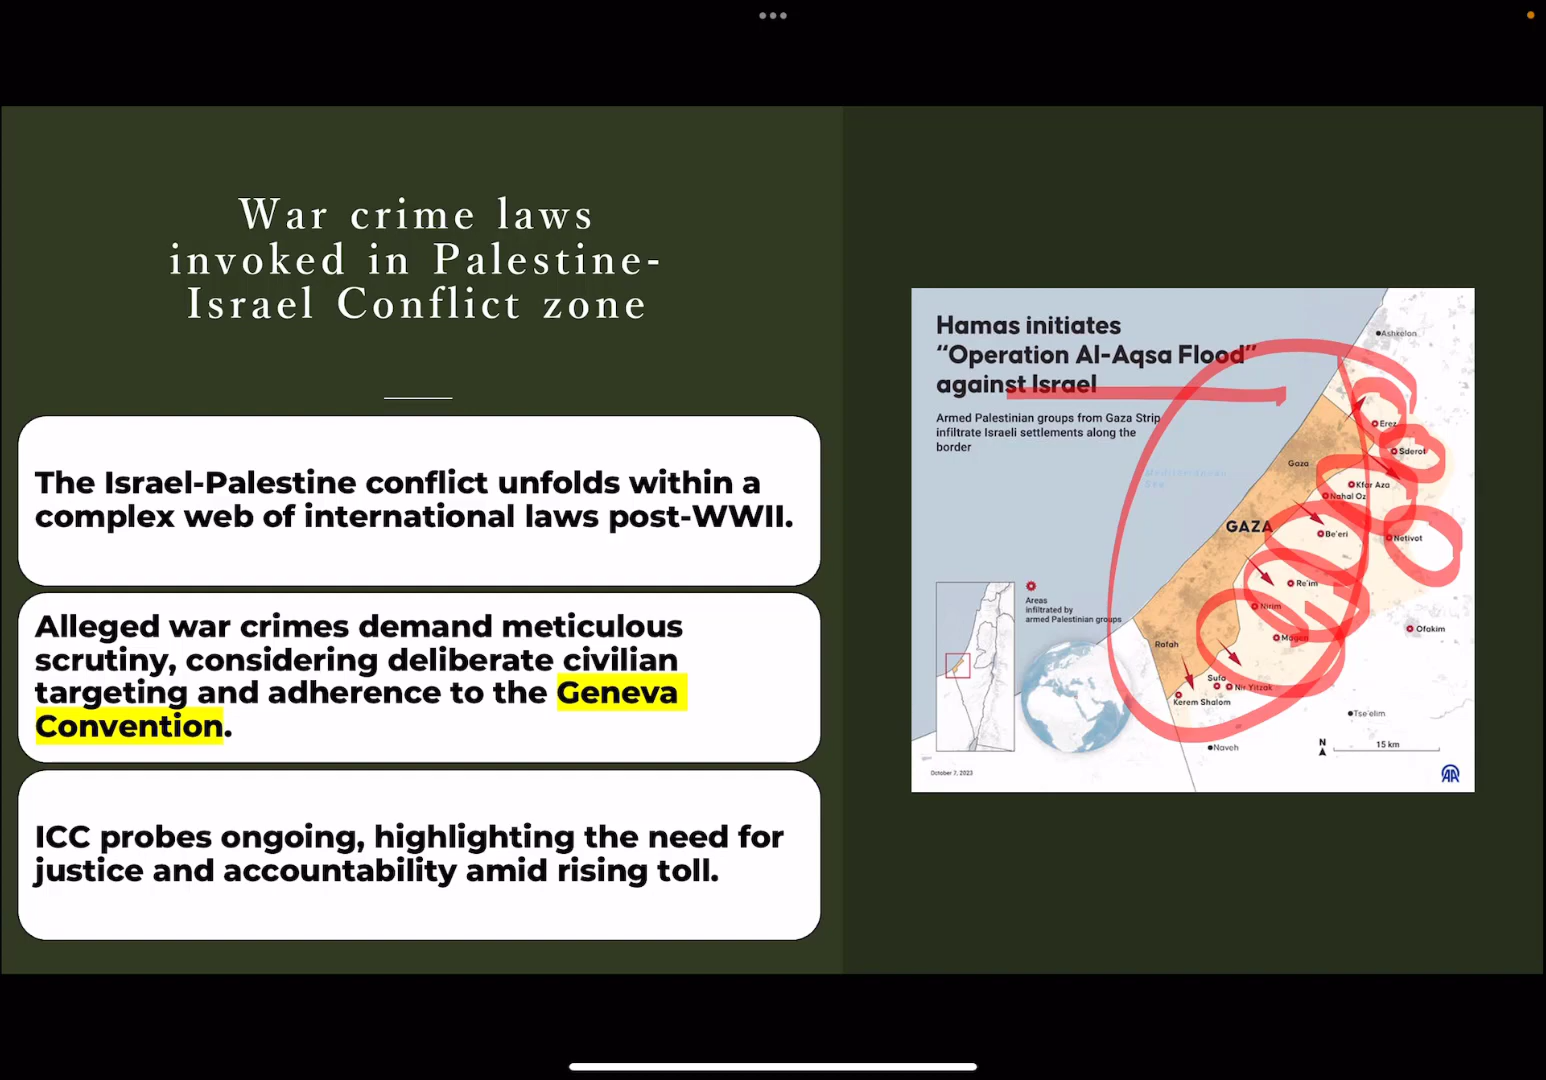 War crime laws
invoked in Palestine-
Israel Conflict zone
The Israel-Palestine conflict unfolds within a
complex web of international laws post-WWII.
Alleged war crimes demand meticulous
scrutiny, considering deliberate civilian
targeting and adherence to the Geneva
Convention.
ICC probes ongoing, highlighting the need for
justice and accountability amid rising toll.
Hamas initiates
“Operation Al-Aqsa Flood”
against Israel
Armed Palestinian groups from Gaza Strip
infiltrate Israeli settlements along the
border
Mediterranean
Sea
Ashkelon
Erez
Sderot
Gaza
Kfar Aza
Nahal Oz
GAZA
Be'eri
Netivot
Re'im
Nirim
Areas
infiltrated by
armed Palestinian groups
Ofakim
Magen
Rafah
Sufa
Nir Yitzak
Kerem Shalom
Tse'elim
Naveh
N
15 km
October 7, 2023
AA